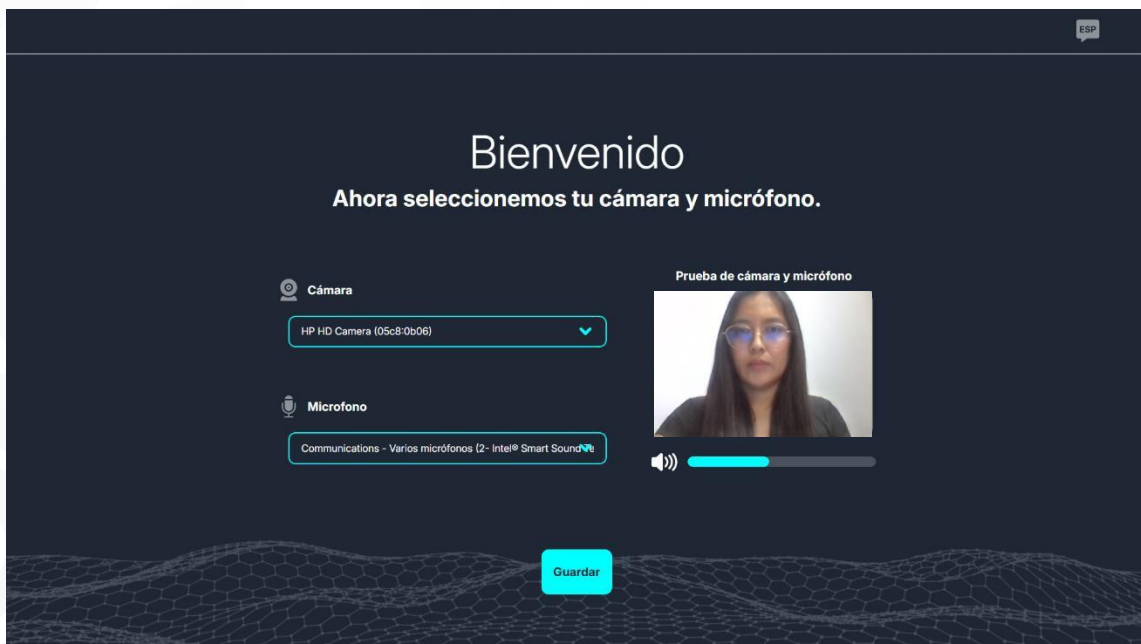 ESP
Bienvenido
Ahora seleccionemos tu cámara y micrófono.
Cámara
HP HD Camera (05c8:0b06)
Microfono
Communications - Varios micrófonos (2- Intel® Smart Sound
Prueba de cámara y micrófono
Guardar